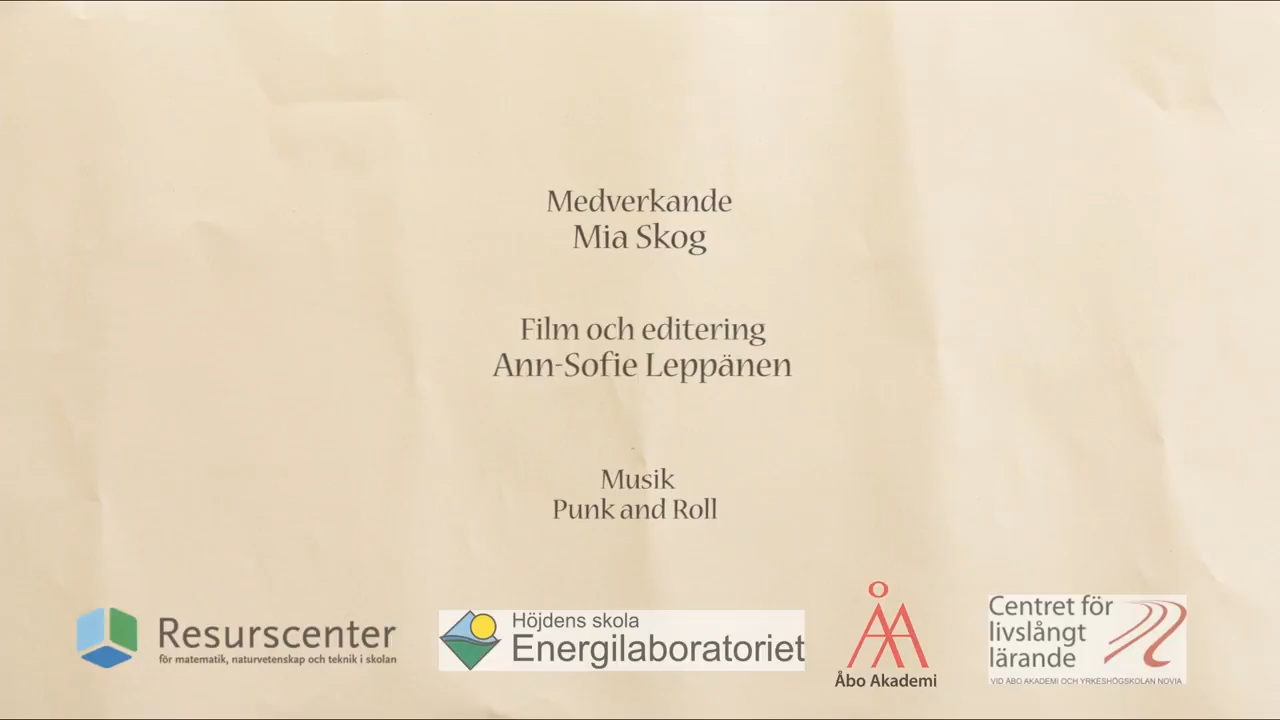 Medverkande
Mia Skog
Film och editering
Ann-Sofie Leppänen
Musik
Punk and Roll
Resurscenter
för matematik, naturvetenskap och teknik i skolan
Höjdens skola
Energilaboratoriet
Åbo Akademi
Centret för
livslångt
lärande
VID ÅBO AKADEMI OCH YRKESHÖGSKOLAN NOVIA